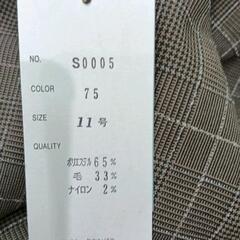 NO. S0005
COLOR 75
SIZE 11号
QUALITY
ポリエステル 65%
毛 33%
ナイロン 2%